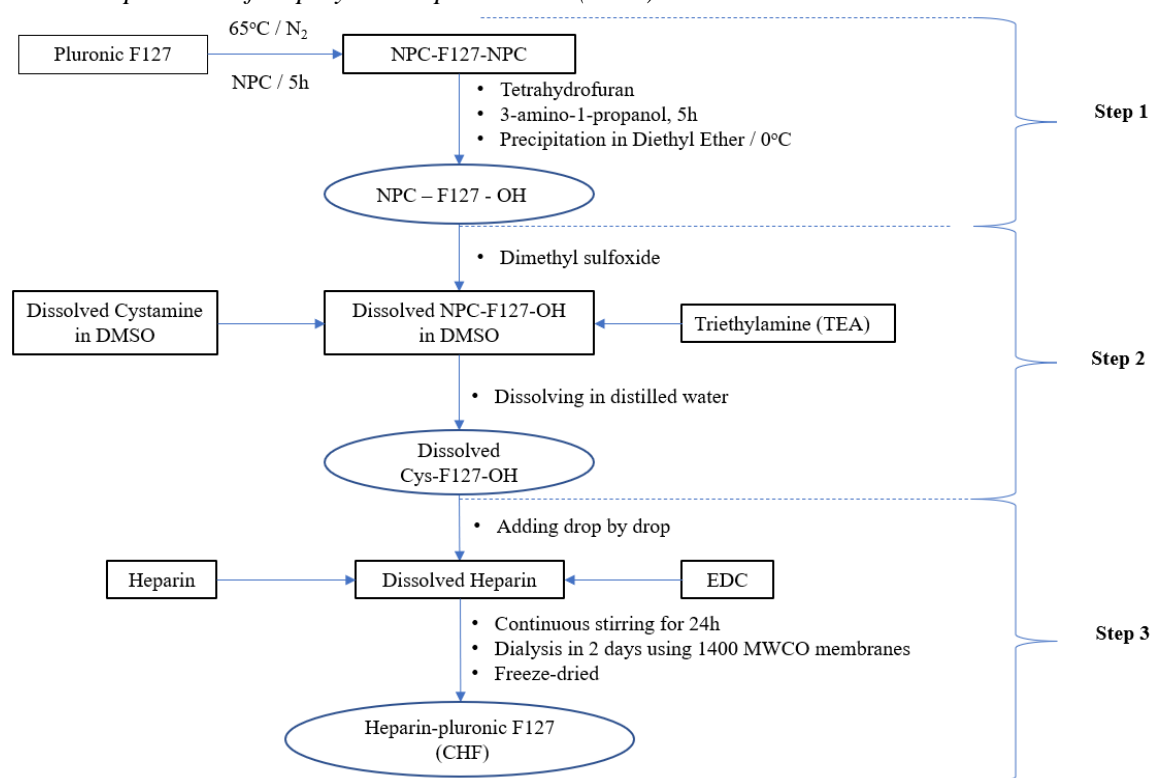 65°C / N₂
Pluronic F127
NPC-F127-NPC
NPC / 5h
• Tetrahydrofuran
• 3-amino-1-propanol, 5h
• Precipitation in Diethyl Ether / 0°C
Step 1
NPC – F127 - OH
• Dimethyl sulfoxide
Dissolved Cystamine
in DMSO
Dissolved NPC-F127-OH
in DMSO
Triethylamine (TEA)
Step 2
• Dissolving in distilled water
Dissolved
Cys-F127-OH
• Adding drop by drop
Heparin
Dissolved Heparin
EDC
• Continuous stirring for 24h
• Dialysis in 2 days using 1400 MWCO membranes
• Freeze-dried
Step 3
Heparin-pluronic F127
(CHF)